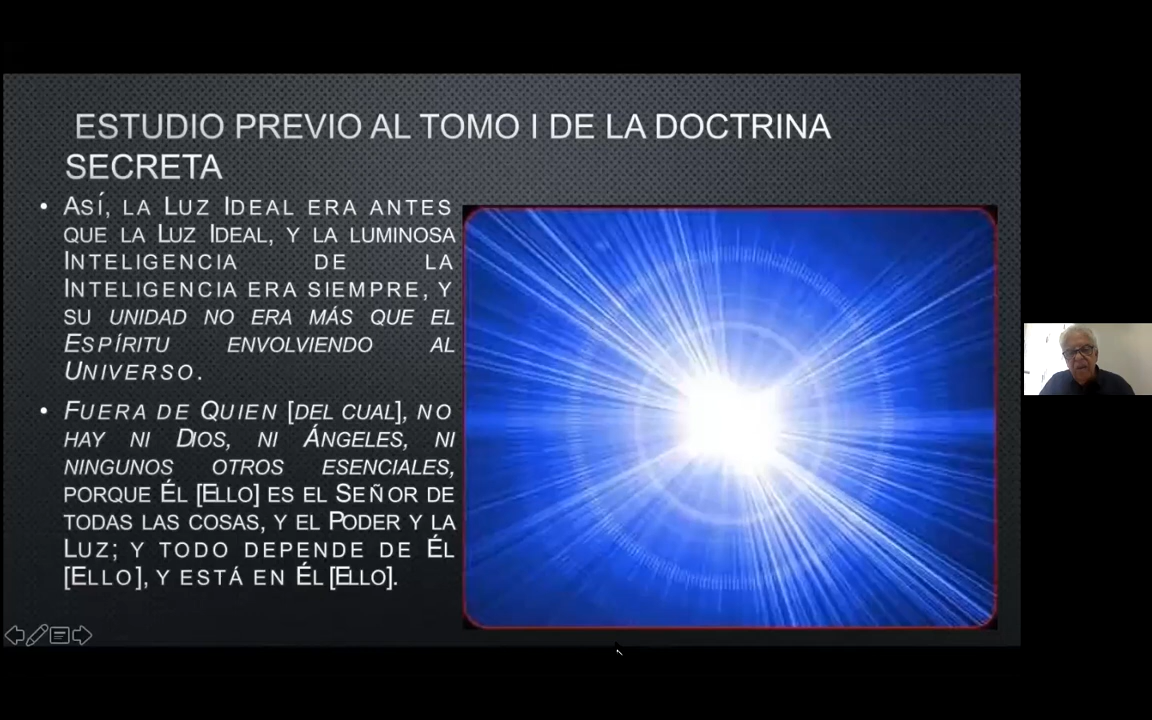 ESTUDIO PREVIO AL TOMO I DE LA DOCTRINA
SECRETA
• ASÍ, LA LUZ IDEAL ERA ANTES
QUE LA LUZ IDEAL, Y LA LUMINOSA
INTELIGENCIA DE LA
INTELIGENCIA ERA SIEMPRE, Y
SU UNIDAD NO ERA MÁS QUE EL
ESPÍRITU ENVOLVIENDO AL
UNIVERSO.
• FUERA DE QUIEN [DEL CUAL], NO
HAY NI DIOS, NI ÁNGELES, NI
NINGUNOS OTROS ESENCIALES,
PORQUE ÉL [ELLO] ES EL SEÑOR DE
TODAS LAS COSAS, Y EL PODER Y LA
LUZ; Y TODO DEPENDE DE ÉL
[ELLO], Y ESTÁ EN ÉL [ELLO].